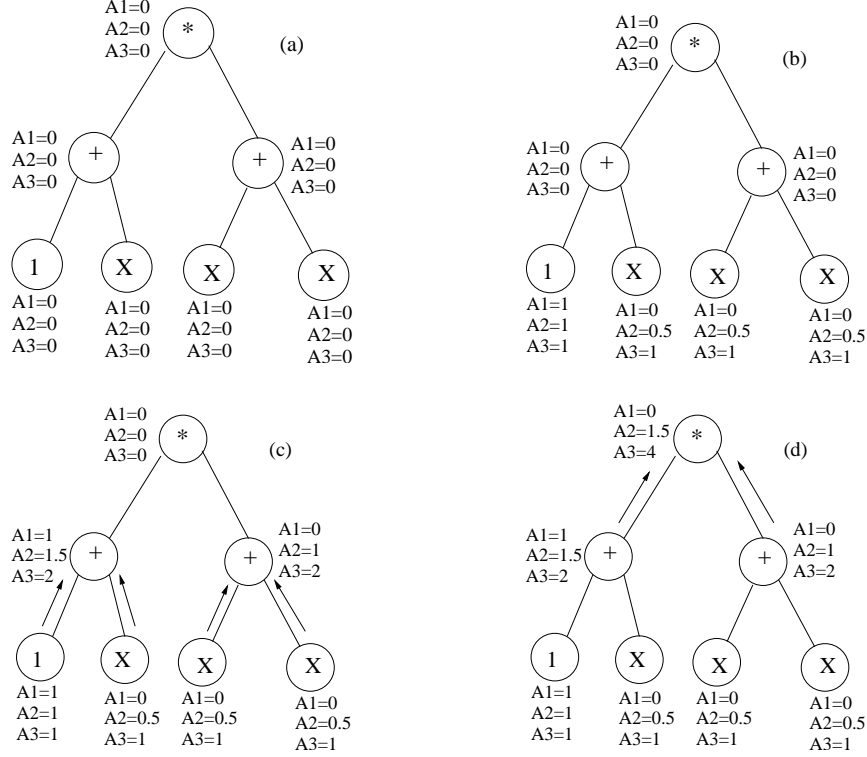 A1=0
A2=0
A3=0
*
(a)
A1=0
A2=0
A3=0
+
+
A1=0
A2=0
A3=0
1
X
X
X
A1=0
A2=0
A3=0
A1=0
A2=0
A3=0
A1=0
A2=0
A3=0
A1=0
A2=0
A3=0
A1=0
A2=0
A3=0
*
(b)
A1=0
A2=0
A3=0
+
+
A1=0
A2=0
A3=0
1
X
X
X
A1=1
A2=1
A3=1
A1=0
A2=0.5
A3=1
A1=0
A2=0.5
A3=1
A1=0
A2=0.5
A3=1
A1=0
A2=0
A3=0
*
(c)
A1=1
A2=1.5
A3=2
+
+
A1=0
A2=1
A3=2
1
X
X
X
A1=1
A2=1
A3=1
A1=0
A2=0.5
A3=1
A1=0
A2=0.5
A3=1
A1=0
A2=0.5
A3=1
A1=0
A2=1.5
A3=4
*
(d)
A1=1
A2=1.5
A3=2
+
+
A1=0
A2=1
A3=2
1
X
X
X
A1=1
A2=1
A3=1
A1=0
A2=0.5
A3=1
A1=0
A2=0.5
A3=1
A1=0
A2=0.5
A3=1